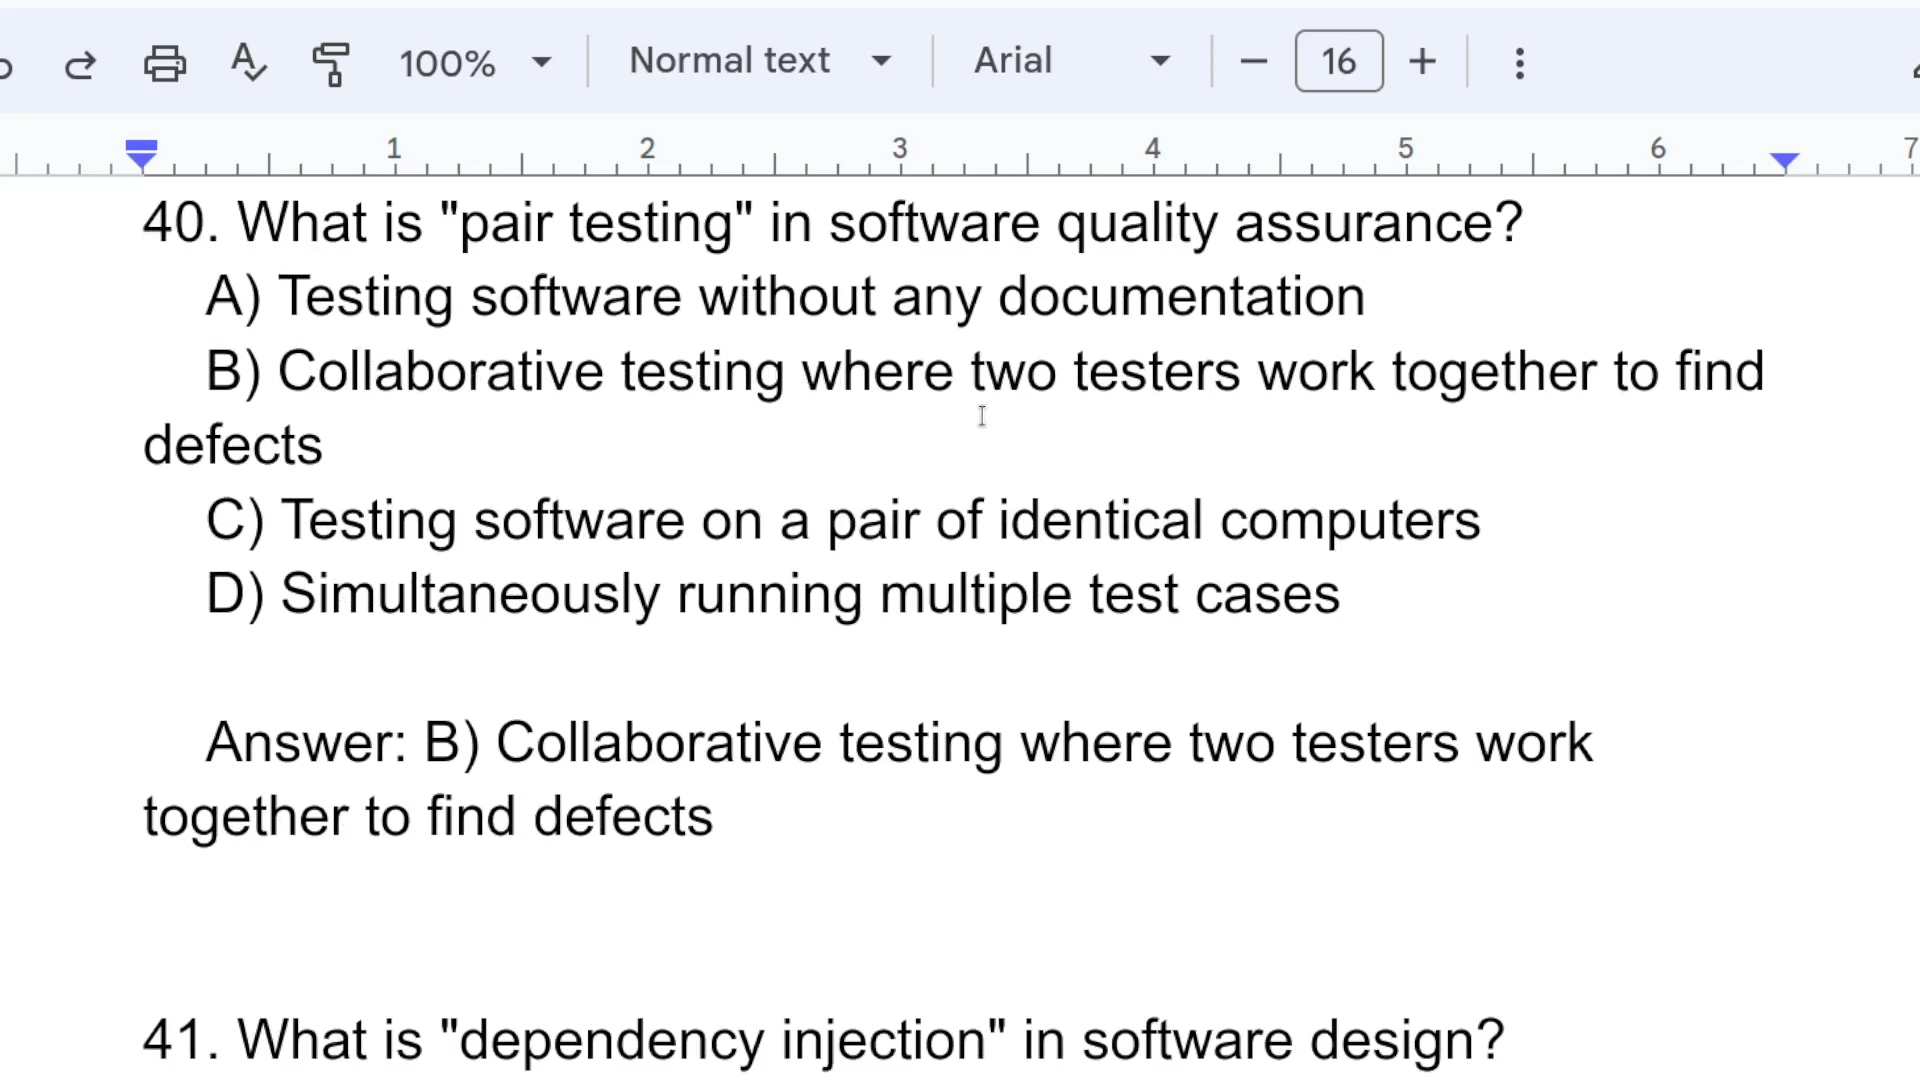 100% Normal text Arial 16
1 2 3 4 5 6 7
40. What is "pair testing" in software quality assurance?
A) Testing software without any documentation
B) Collaborative testing where two testers work together to find
defects
C) Testing software on a pair of identical computers
D) Simultaneously running multiple test cases
Answer: B) Collaborative testing where two testers work
together to find defects
41. What is "dependency injection" in software design?